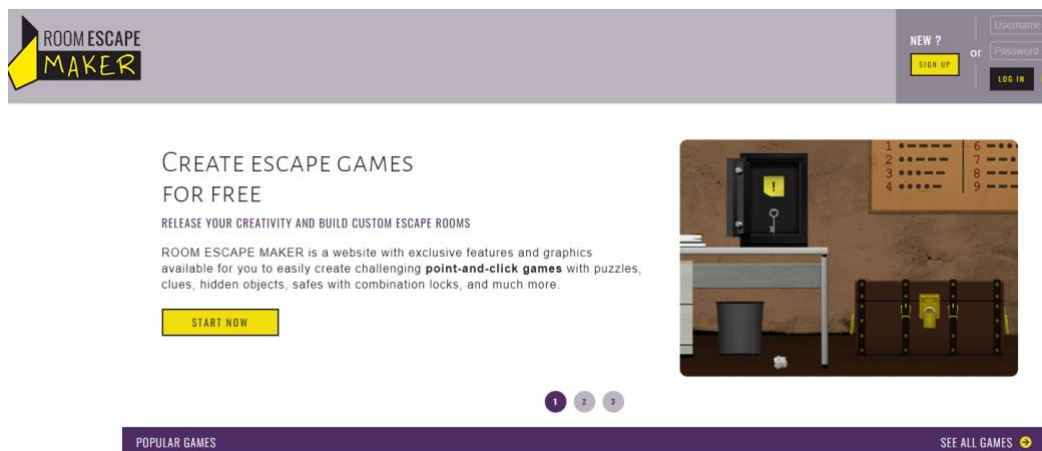 ROOM ESCAPE
MAKER
NEW ?
SIGN UP
or
Username
Password
LOG IN
CREATE ESCAPE GAMES
FOR FREE
RELEASE YOUR CREATIVITY AND BUILD CUSTOM ESCAPE ROOMS
ROOM ESCAPE MAKER is a website with exclusive features and graphics
available for you to easily create challenging point-and-click games with puzzles,
clues, hidden objects, safes with combination locks, and much more.
START NOW
!
1 6
2 7
3 8
4 9
1 2 3
POPULAR GAMES
SEE ALL GAMES